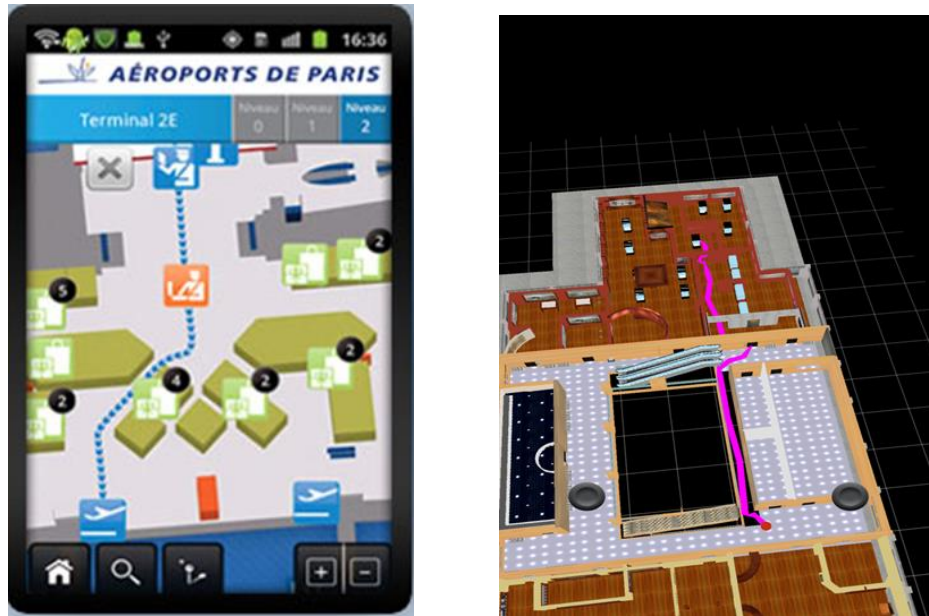 16:36
AÉROPORTS DE PARIS
Terminal 2E
Niveau 0
Niveau 1
Niveau 2
2
5
2
4
2
2